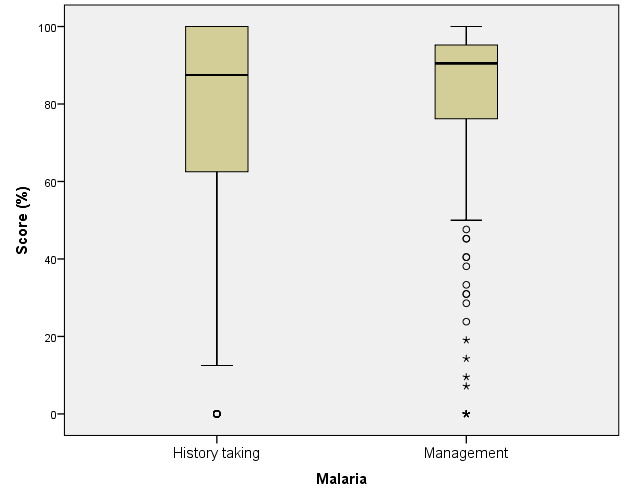 Score (%)
100
80
60
40
20
0
History taking
Management
Malaria